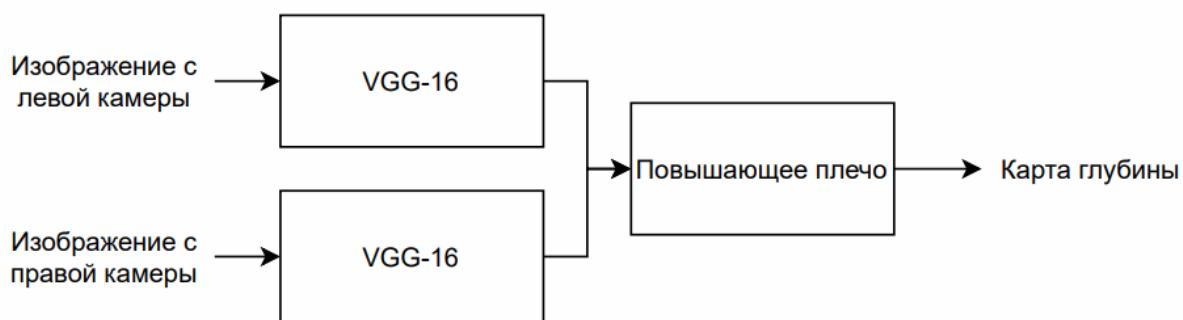 Изображение с
левой камеры
VGG-16
Повышающее плечо
Карта глубины
Изображение с
правой камеры
VGG-16